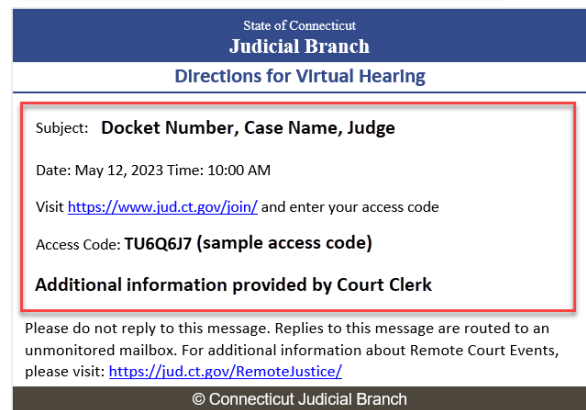 State of Connecticut
Judicial Branch
Directions for Virtual Hearing
Subject: Docket Number, Case Name, Judge
Date: May 12, 2023 Time: 10:00 AM
Visit https://www.jud.ct.gov/join/ and enter your access code
Access Code: TU6Q6J7 (sample access code)
Additional information provided by Court Clerk
Please do not reply to this message. Replies to this message are routed to an
unmonitored mailbox. For additional information about Remote Court Events,
please visit: https://jud.ct.gov/RemoteJustice/
© Connecticut Judicial Branch